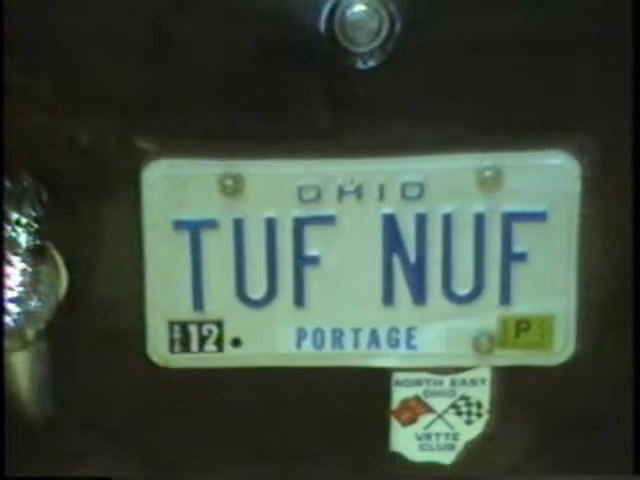 OHIO
TUF NUF
12
PORTAGE
P
NORTH EAST
OHIO
VETTE
CLUB